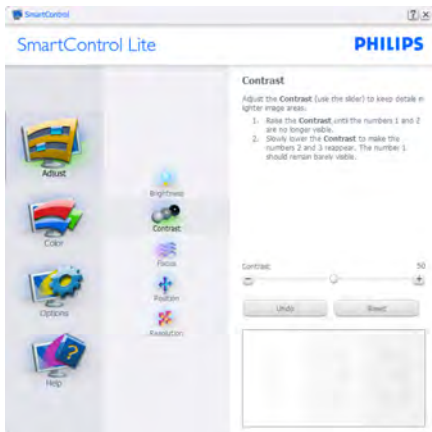 SmartControl
SmartControl Lite
PHILIPS
Contrast
Adjust the Contrast (use the slider) to keep details in
lighter image areas.
1. Raise the Contrast until the numbers 1 and 2
are no longer visible.
2. Slowly lower the Contrast to make the
numbers 2 and 3 reappear. The number 1
should remain barely visible.
Adjust
Color
Options
Help
Brightness
Contrast
Focus
Position
Resolution
Contrast
50
Undo
Reset